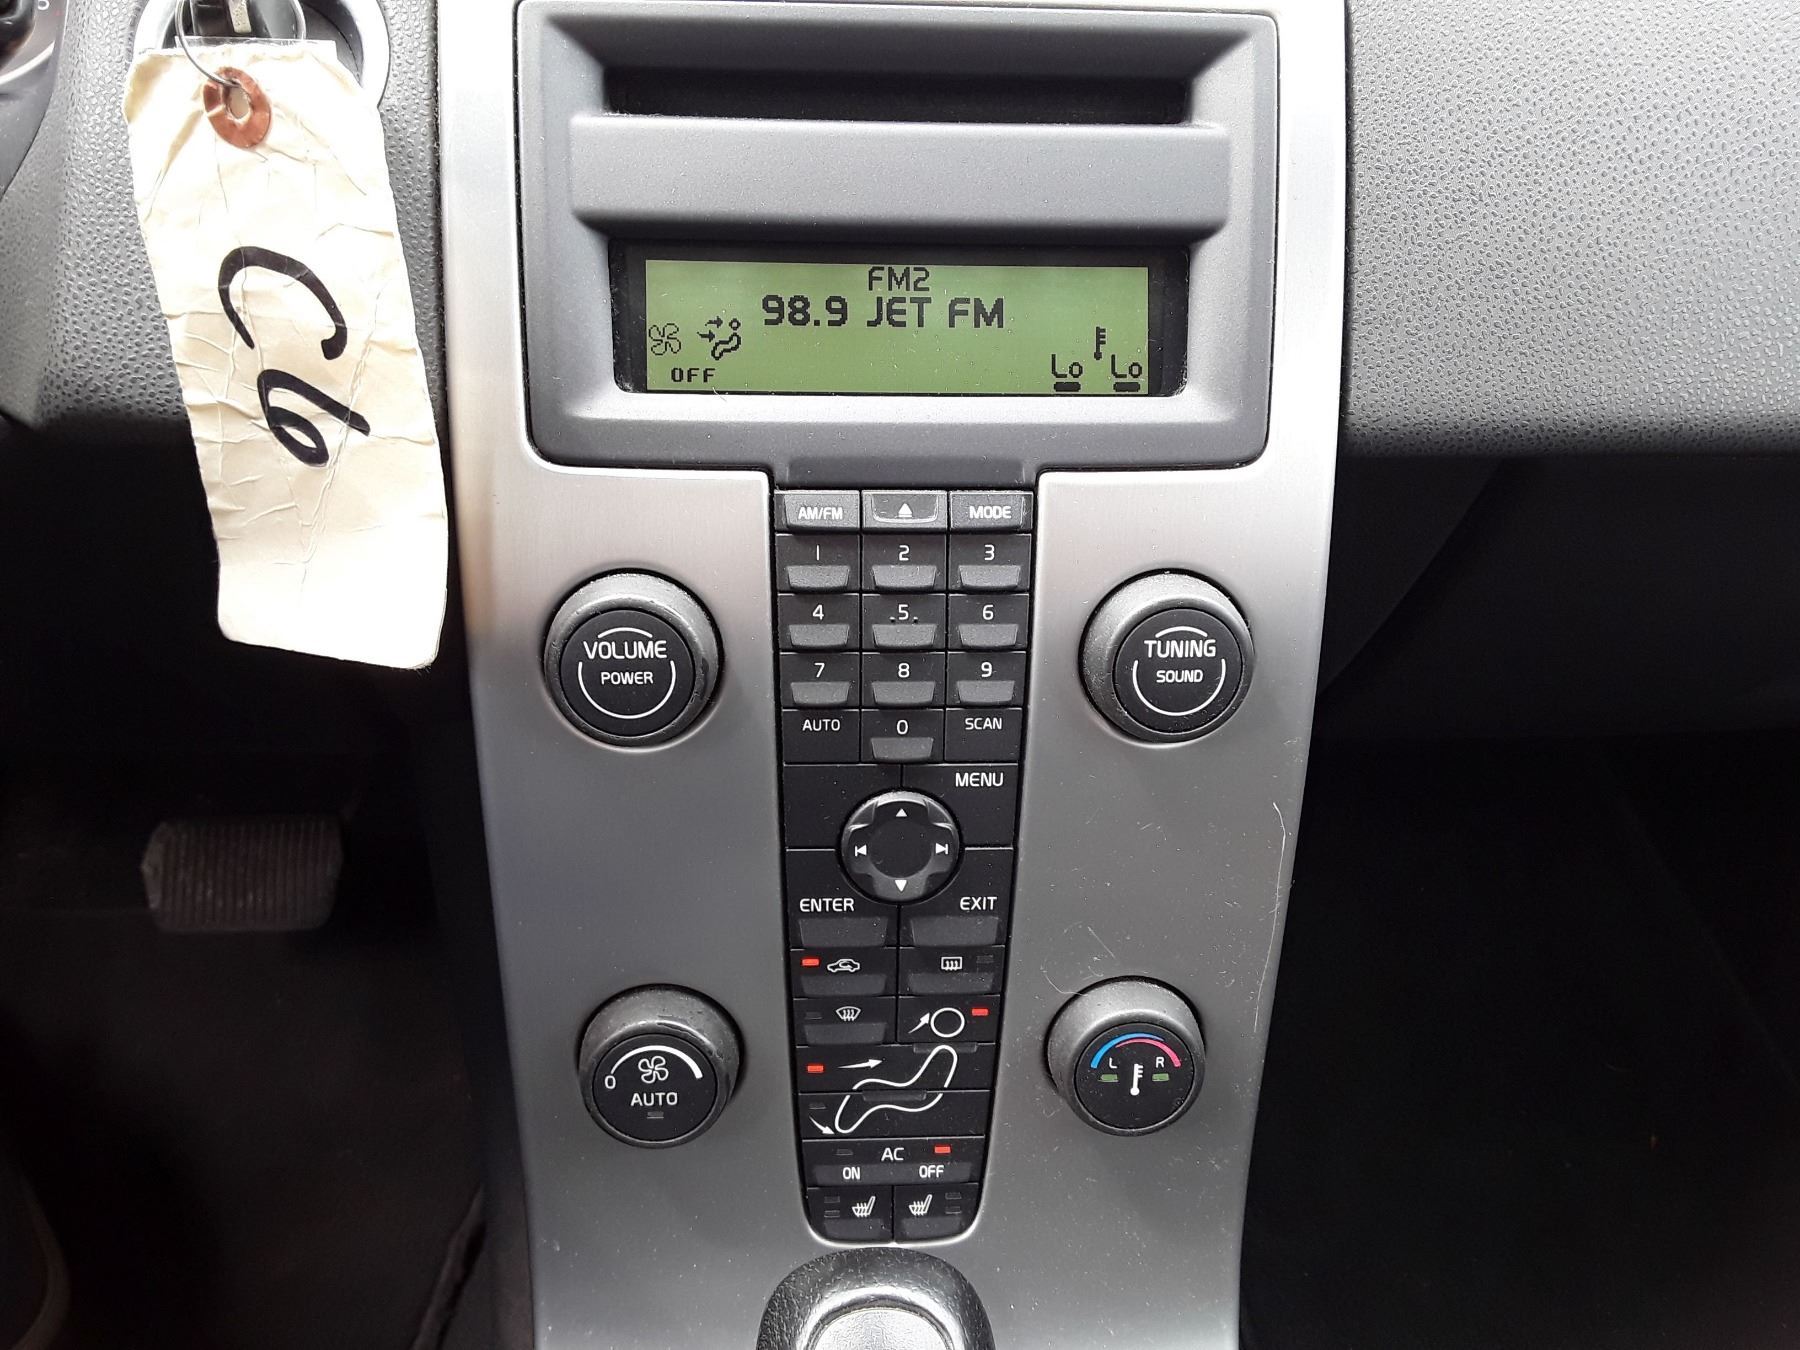 C6
FM2
98.9 JET FM
OFF
Lo Lo
AM/FM MODE
1 2 3
4 .5. 6
7 8 9
AUTO 0 SCAN
VOLUME
POWER
TUNING
SOUND
MENU
ENTER EXIT
0
AUTO
L R
AC
ON OFF